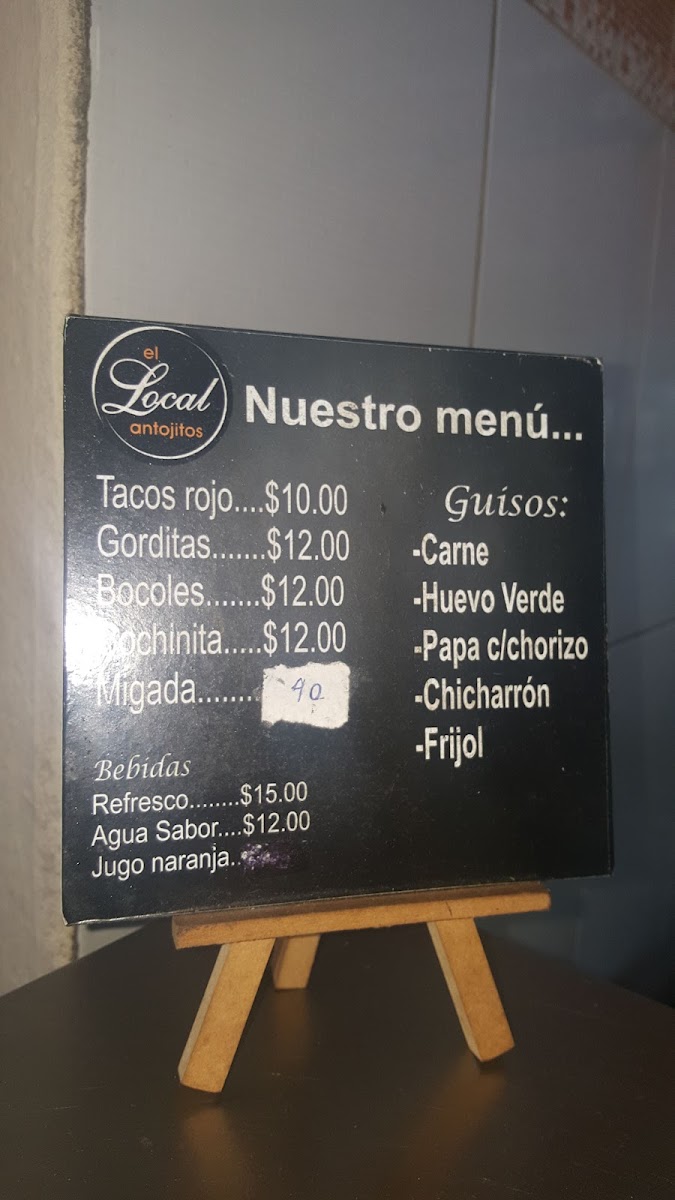 el
Local
antojitos
Nuestro menú...
Tacos rojo....$10.00
Gorditas.......$12.00
Bocoles.......$12.00
Cochinita.....$12.00
Migada........ 40
Guisos:
-Carne
-Huevo Verde
-Papa c/chorizo
-Chicharrón
-Frijol
Bebidas
Refresco........$15.00
Agua Sabor....$12.00
Jugo naranja..